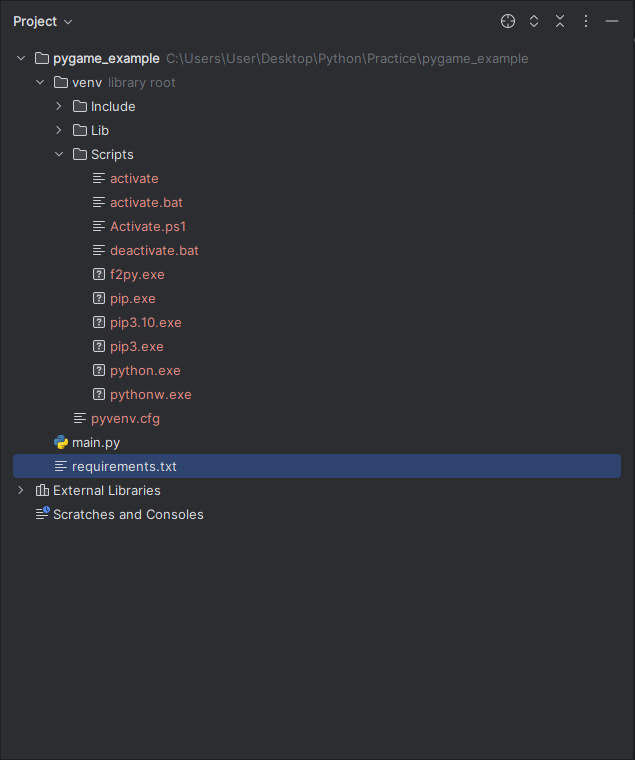 Project
pygame_example C:\Users\User\Desktop\Python\Practice\pygame_example
venv library root
Include
Lib
Scripts
activate
activate.bat
Activate.ps1
deactivate.bat
f2py.exe
pip.exe
pip3.10.exe
pip3.exe
python.exe
pythonw.exe
pyvenv.cfg
main.py
requirements.txt
External Libraries
Scratches and Consoles